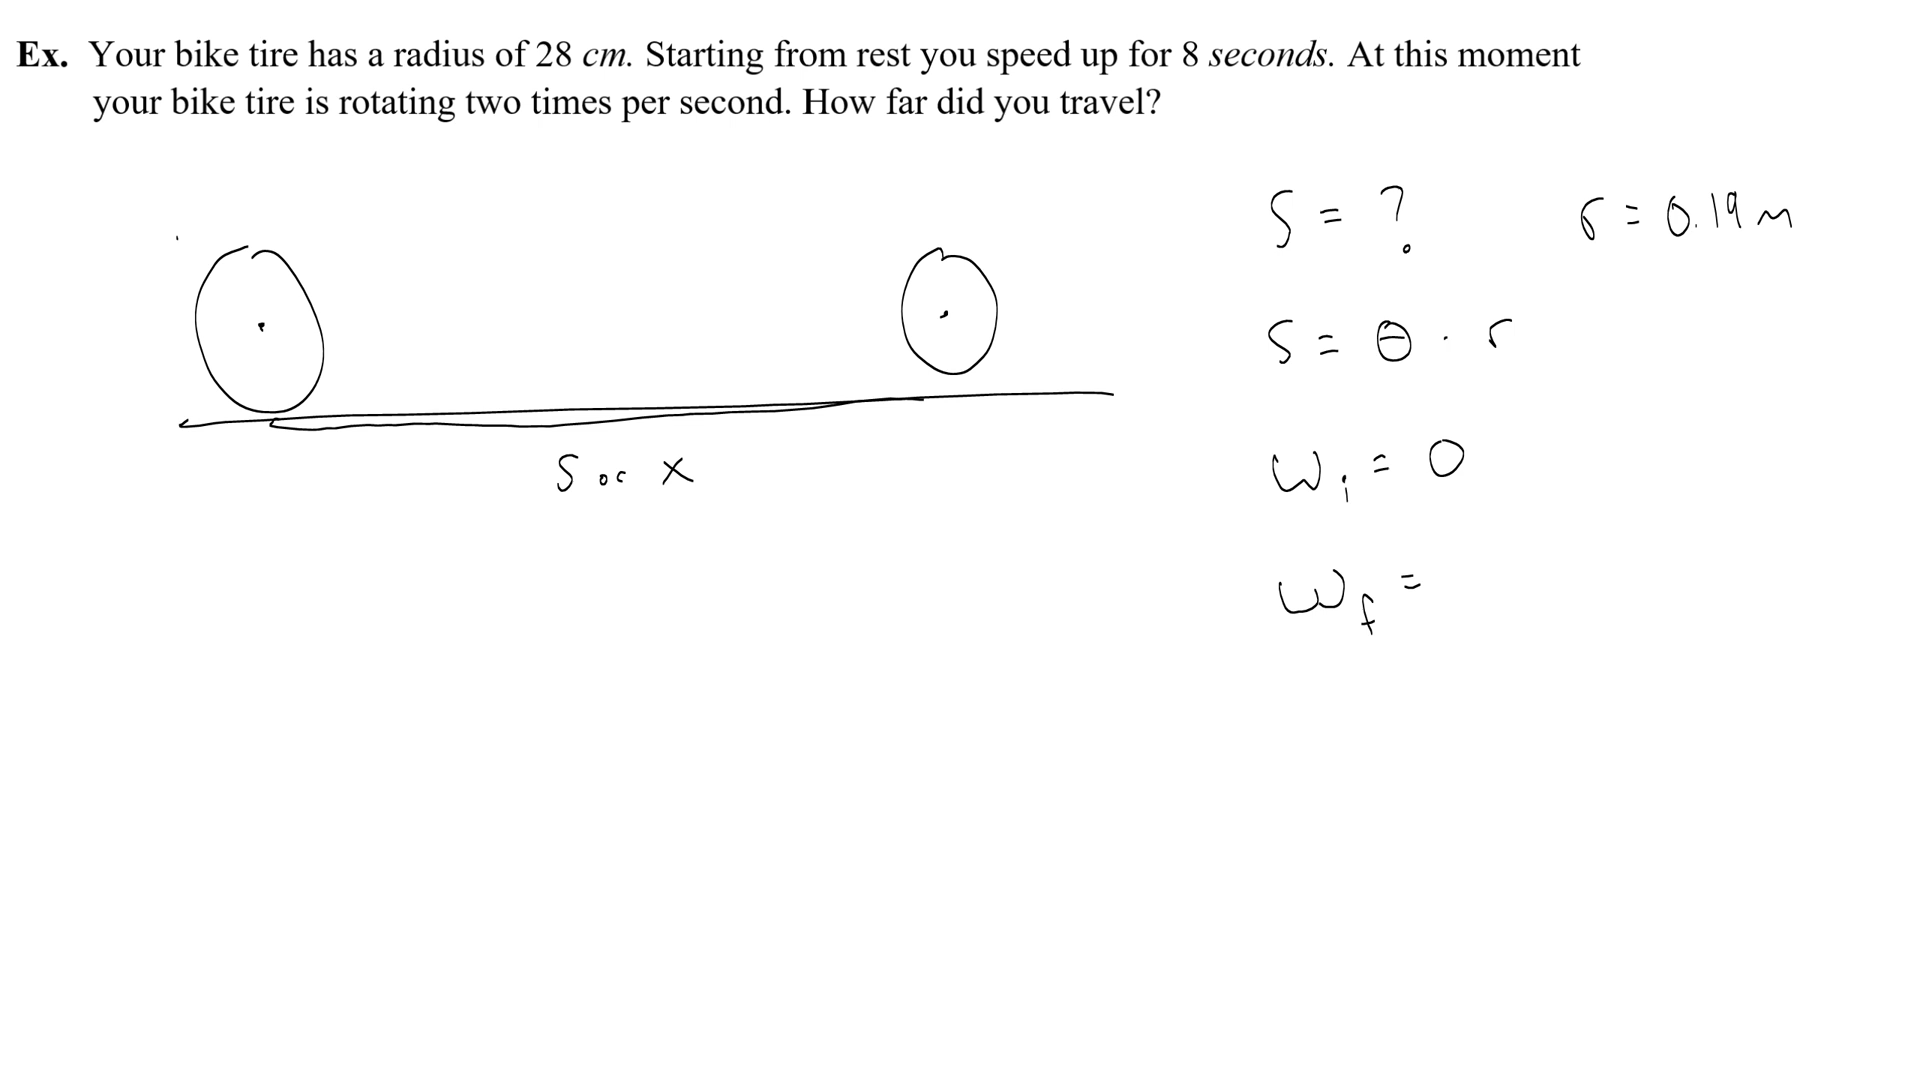 Ex. Your bike tire has a radius of 28 cm. Starting from rest you speed up for 8 seconds. At this moment
your bike tire is rotating two times per second. How far did you travel?
S = ?
r = 0.19 m
S = θ · r
S or x
ω i = 0
ω f =